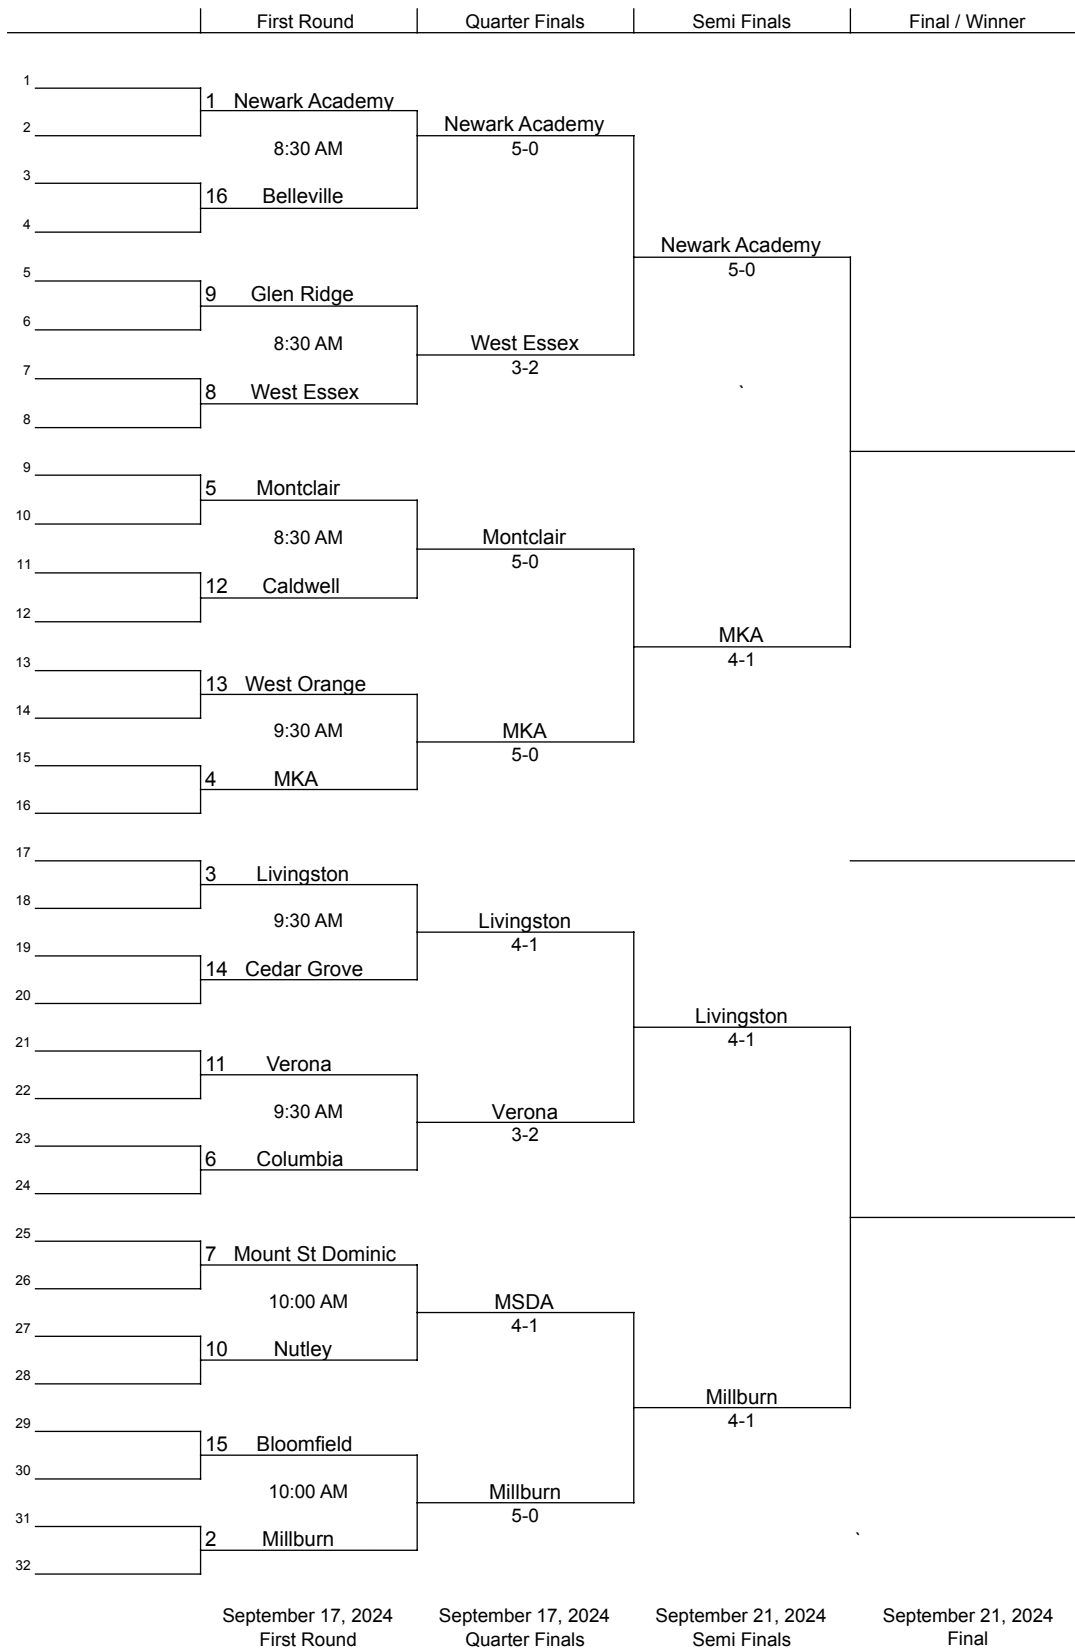 First Round Quarter Finals Semi Finals Final / Winner
1
1 Newark Academy
2
Newark Academy
8:30 AM
5-0
3
16 Belleville
4
Newark Academy
5-0
5
9 Glen Ridge
6
8:30 AM
West Essex
3-2
7
8 West Essex
`
8
9
5 Montclair
10
8:30 AM
Montclair
5-0
11
12 Caldwell
12
MKA
4-1
13
13 West Orange
14
9:30 AM
MKA
5-0
15
4 MKA
16
17
3 Livingston
18
9:30 AM
Livingston
4-1
19
14 Cedar Grove
20
Livingston
4-1
21
11 Verona
22
9:30 AM
Verona
3-2
23
6 Columbia
24
25
7 Mount St Dominic
26
10:00 AM
MSDA
4-1
27
10 Nutley
28
Millburn
4-1
29
15 Bloomfield
30
10:00 AM
Millburn
5-0
31
2 Millburn
`
32
September 17, 2024 September 17, 2024 September 21, 2024 September 21, 2024
First Round Quarter Finals Semi Finals Final